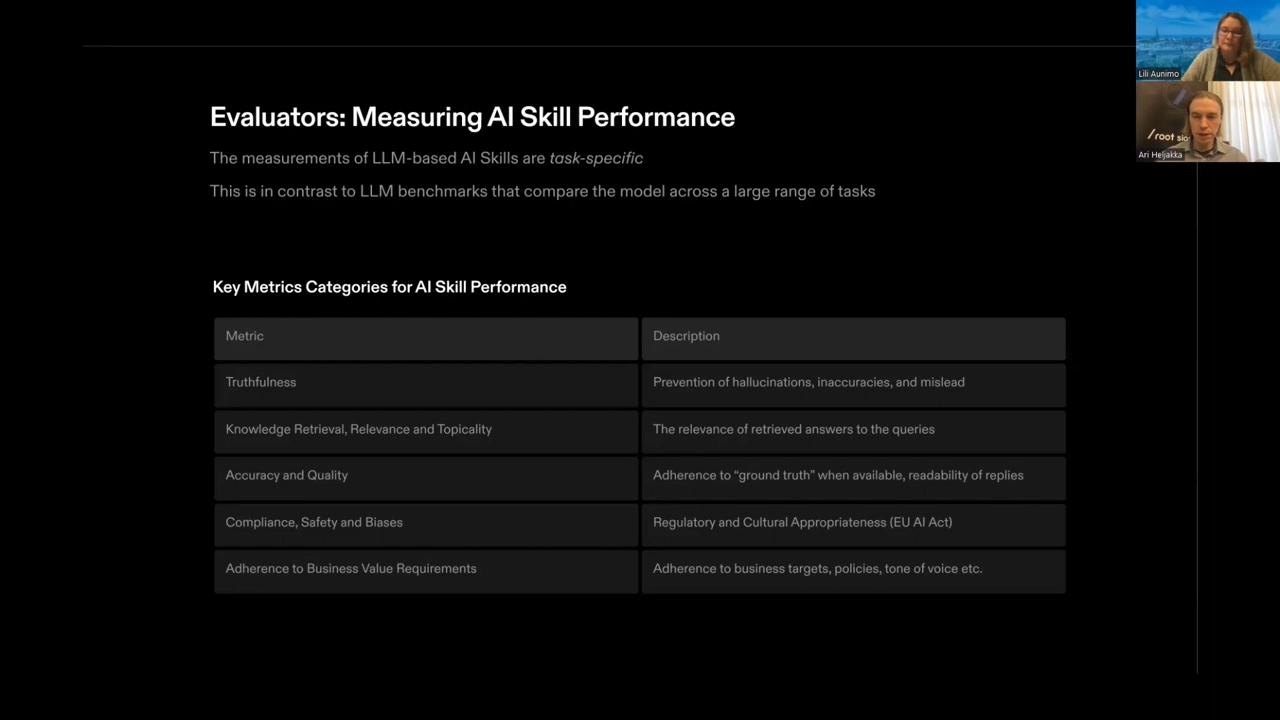 Evaluators: Measuring AI Skill Performance
The measurements of LLM-based AI Skills are task-specific
This is in contrast to LLM benchmarks that compare the model across a large range of tasks
Key Metrics Categories for AI Skill Performance
Metric
Description
Truthfulness
Prevention of hallucinations, inaccuracies, and mislead
Knowledge Retrieval, Relevance and Topicality
The relevance of retrieved answers to the queries
Accuracy and Quality
Adherence to “ground truth” when available, readability of replies
Compliance, Safety and Biases
Regulatory and Cultural Appropriateness (EU AI Act)
Adherence to Business Value Requirements
Adherence to business targets, policies, tone of voice etc.
Lili Aunimo
/root
Ari Heljakka